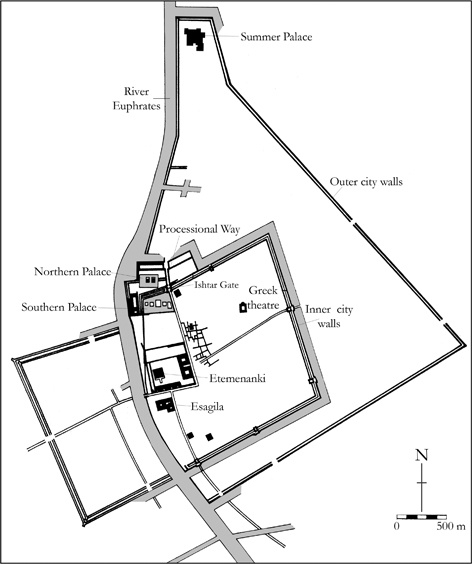 Summer Palace
River
Euphrates
Outer city walls
Processional Way
Northern Palace
Ishtar Gate
Southern Palace
Greek
theatre
Inner city
walls
Etemenanki
Esagila
N
0 500 m